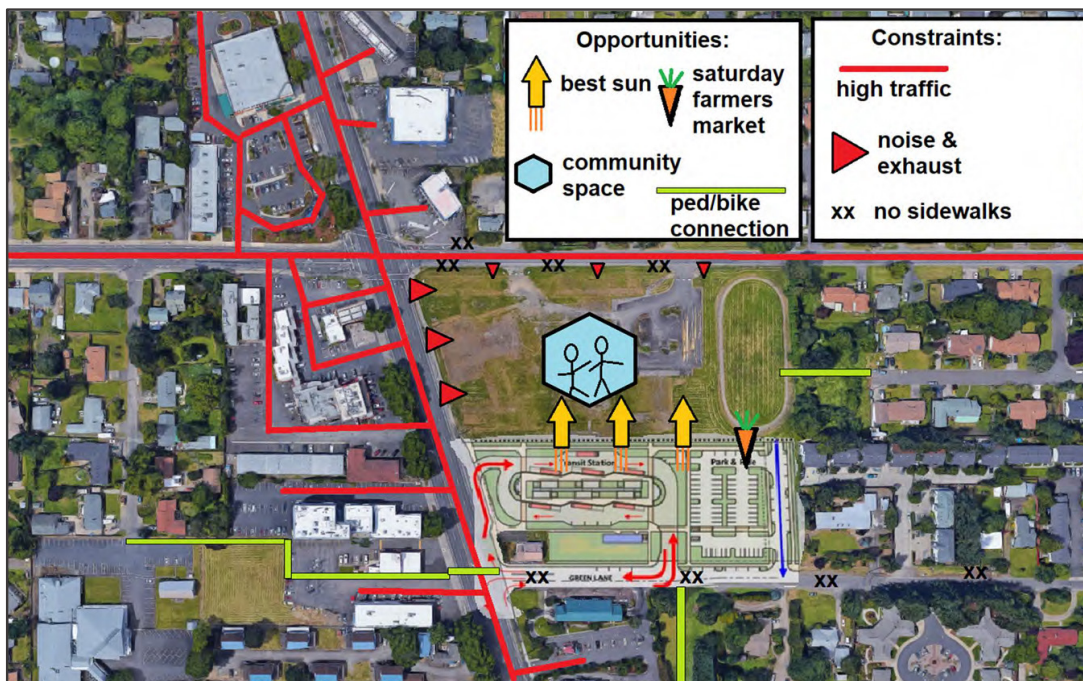 Opportunities:
best sun
saturday
farmers
market
community
space
ped/bike
connection
Constraints:
high traffic
noise &
exhaust
xx no sidewalks
xx
xx xx xx
Transit Station
Park &
xx GREEN LANE xx xx xx